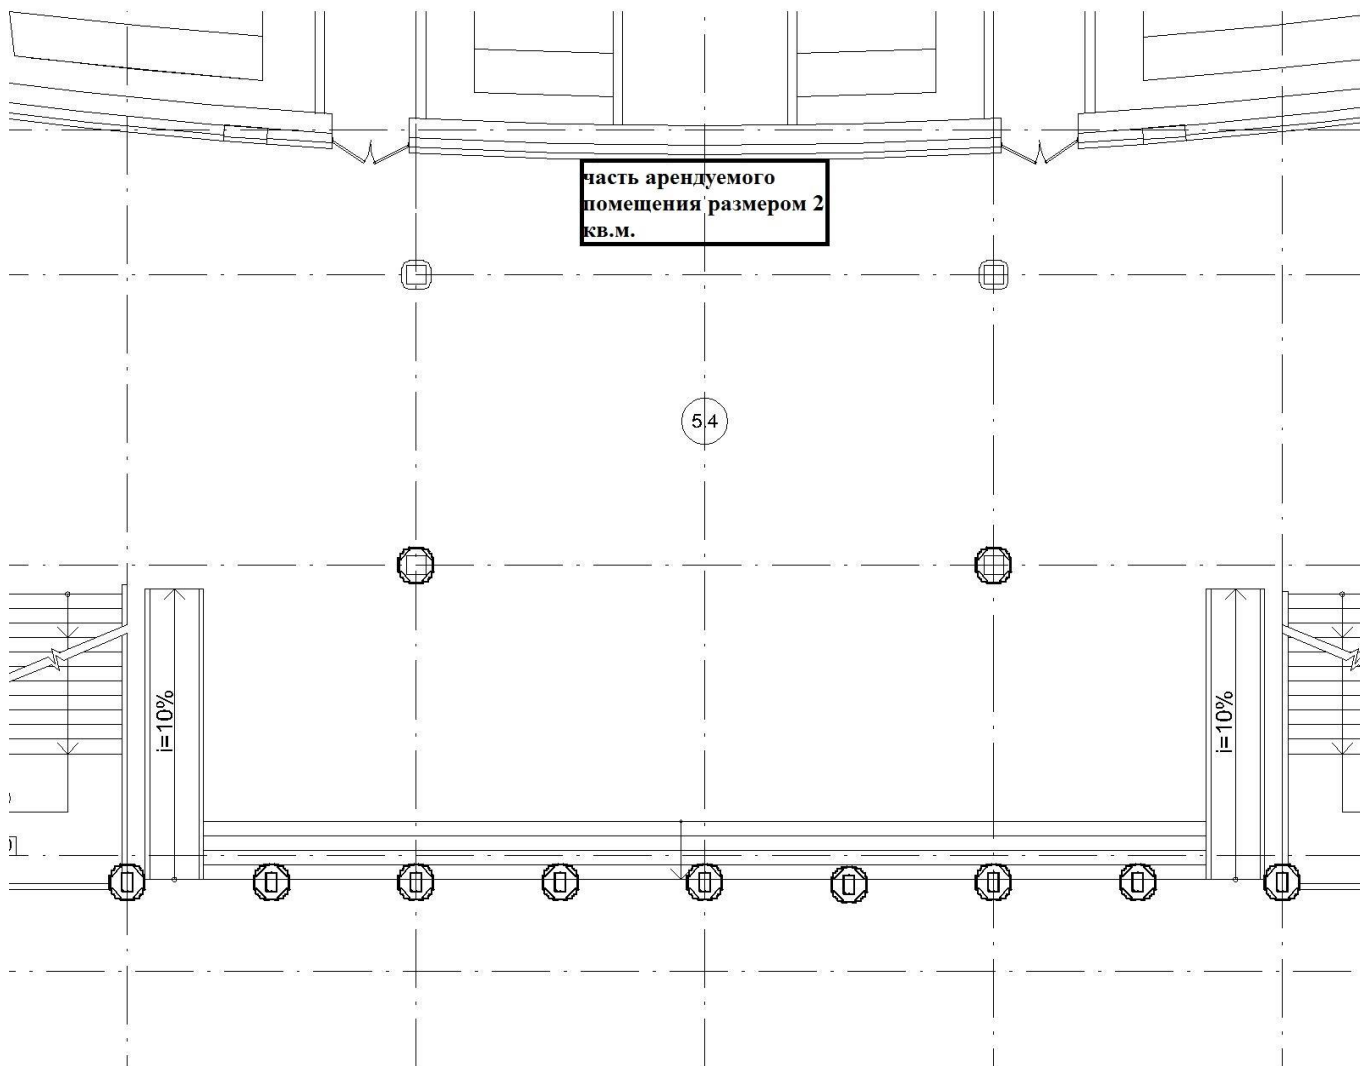 часть арендуемого
помещения размером 2
кв.м.
5.4
i=10%
i=10%